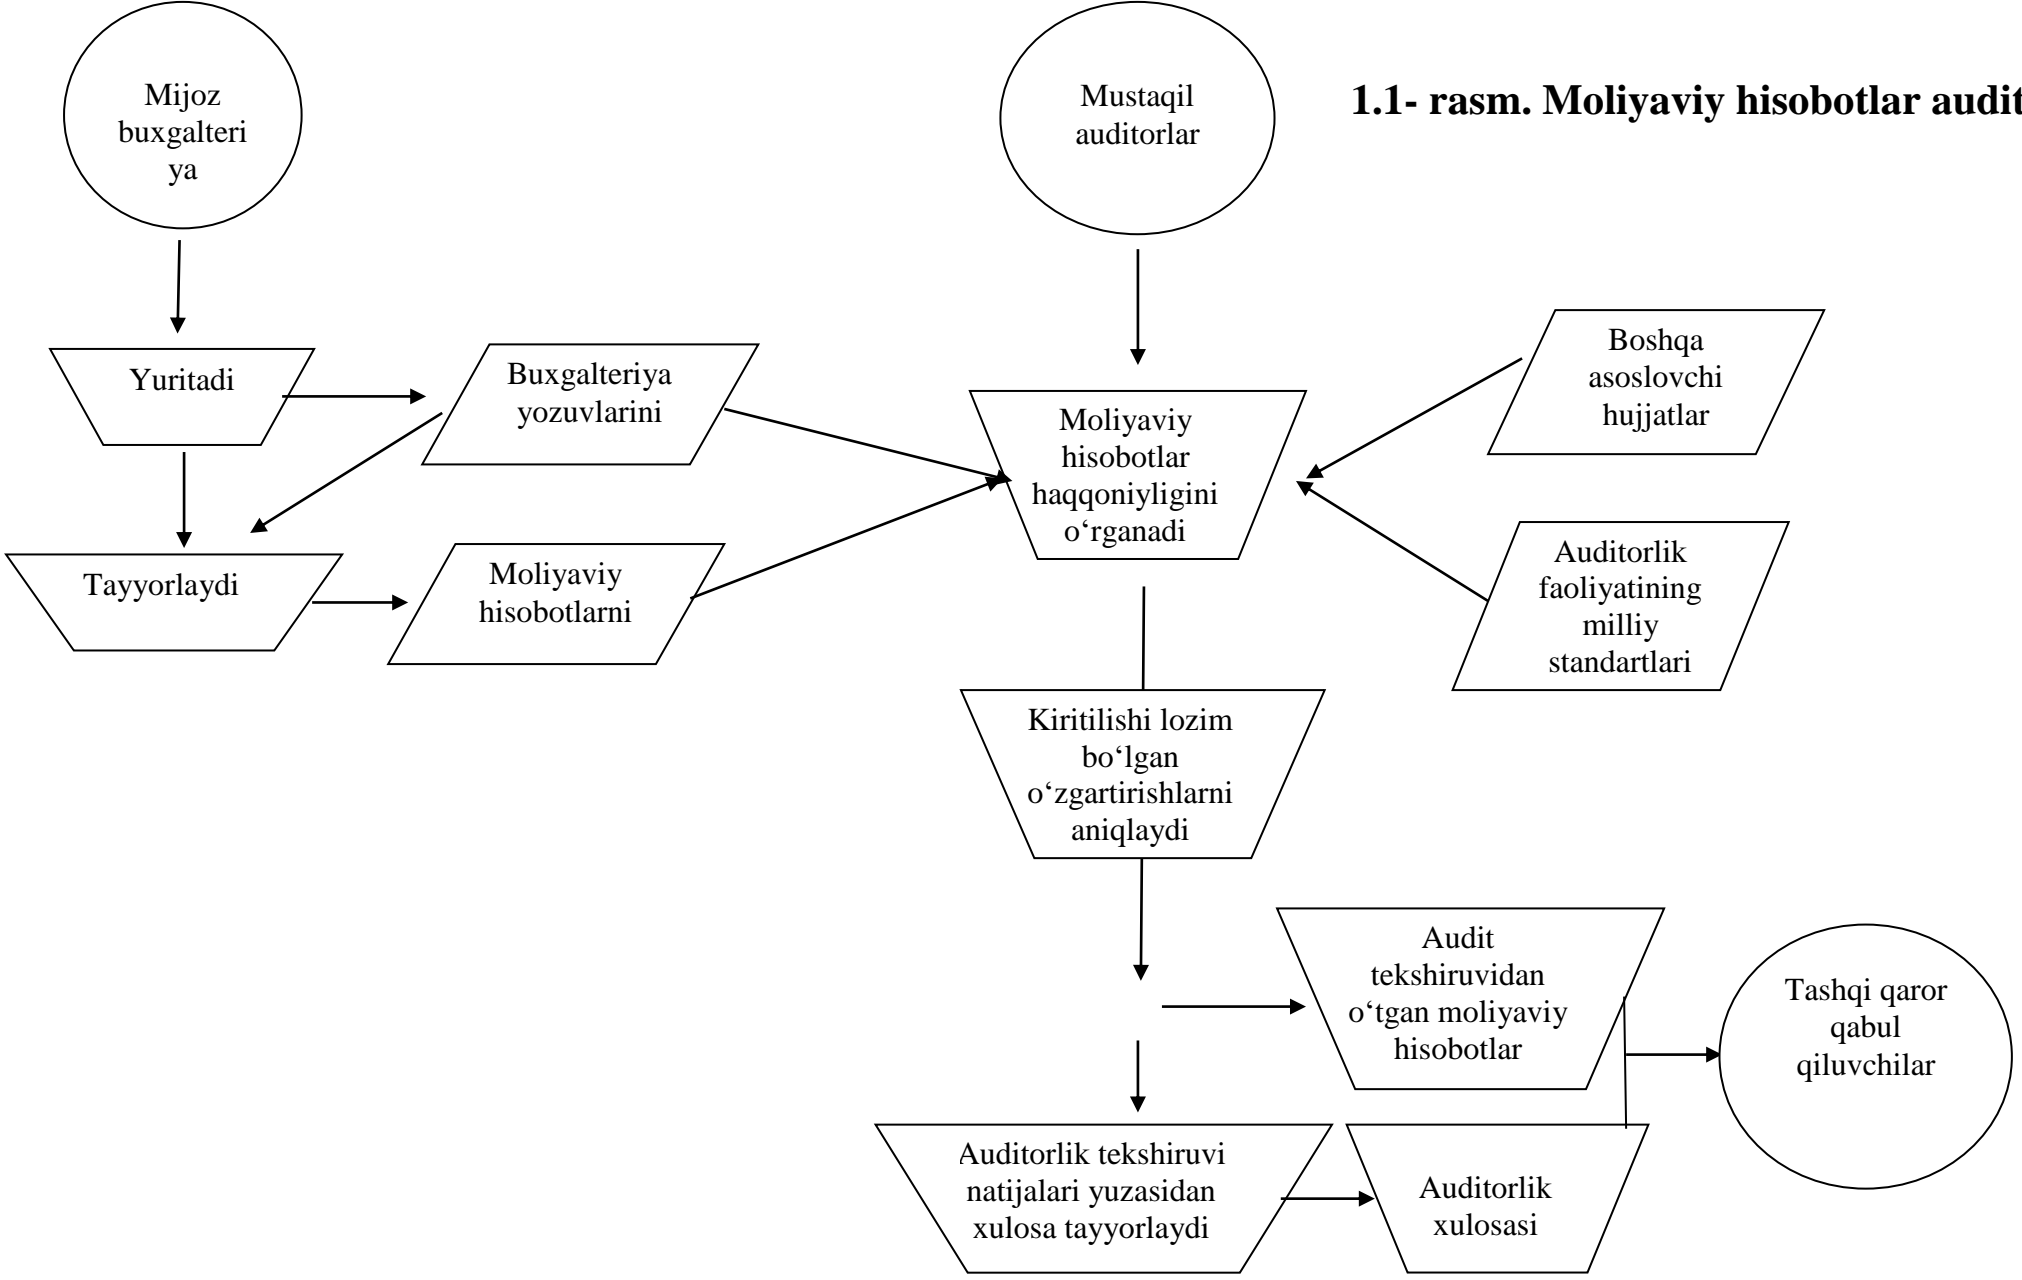 Mijoz
buxgalteri
ya
Mustaqil
auditorlar
1.1- rasm. Moliyaviy hisobotlar audit
Yuritadi
Buxgalteriya
yozuvlarini
Boshqa
asoslovchi
hujjatlar
Moliyaviy
hisobotlar
haqqoniyligini
o‘rganadi
Tayyorlaydi
Moliyaviy
hisobotlarni
Auditorlik
faoliyatining
milliy
standartlari
Kiritilishi lozim
bo‘lgan
o‘zgartirishlarni
aniqlaydi
Audit
tekshiruvidan
o‘tgan moliyaviy
hisobotlar
Tashqi qaror
qabul
qiluvchilar
Auditorlik tekshiruvi
natijalari yuzasidan
xulosa tayyorlaydi
Auditorlik
xulosasi